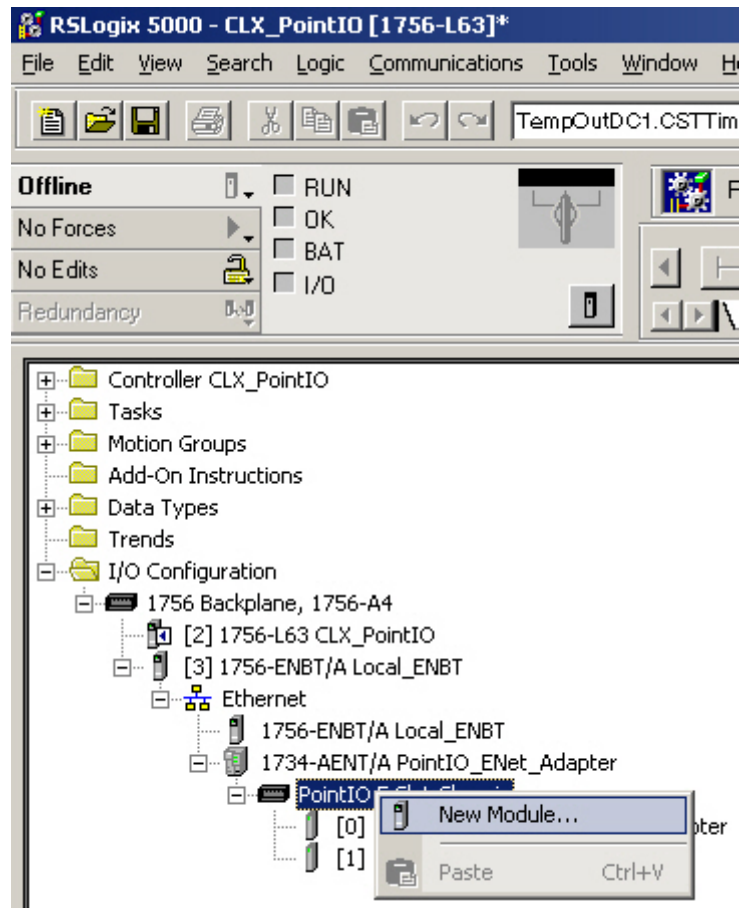 RSLogix 5000 - CLX_PointIO [1756-L63]*
File Edit View Search Logic Communications Tools Window
TempOutDC1.CSTTim
Offline
RUN
No Forces
OK
No Edits
BAT
Redundancy
I/O
Controller CLX_PointIO
Tasks
Motion Groups
Add-On Instructions
Data Types
Trends
I/O Configuration
1756 Backplane, 1756-A4
[2] 1756-L63 CLX_PointIO
[3] 1756-ENBT/A Local_ENBT
Ethernet
1756-ENBT/A Local_ENBT
1734-AENT/A PointIO_ENet_Adapter
PointIO
New Module...
[0] pter
[1]
Paste Ctrl+V